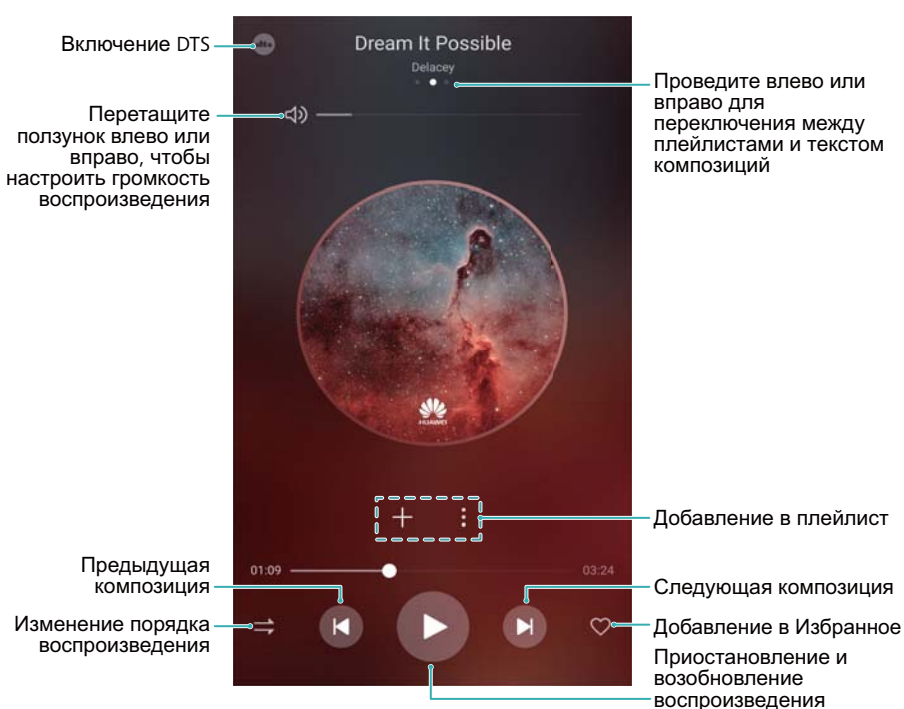 Включение DTS
Dream It Possible
Delacey
Проведите влево или
вправо для
переключения между
плейлистами и текстом
композиций
Перетащите
ползунок влево или
вправо, чтобы
настроить громкость
воспроизведения
HUAWEI
Добавление в плейлист
Предыдущая
композиция
01:09
03:24
Следующая композиция
Изменение порядка
воспроизведения
Добавление в Избранное
Приостановление и
возобновление
воспроизведения